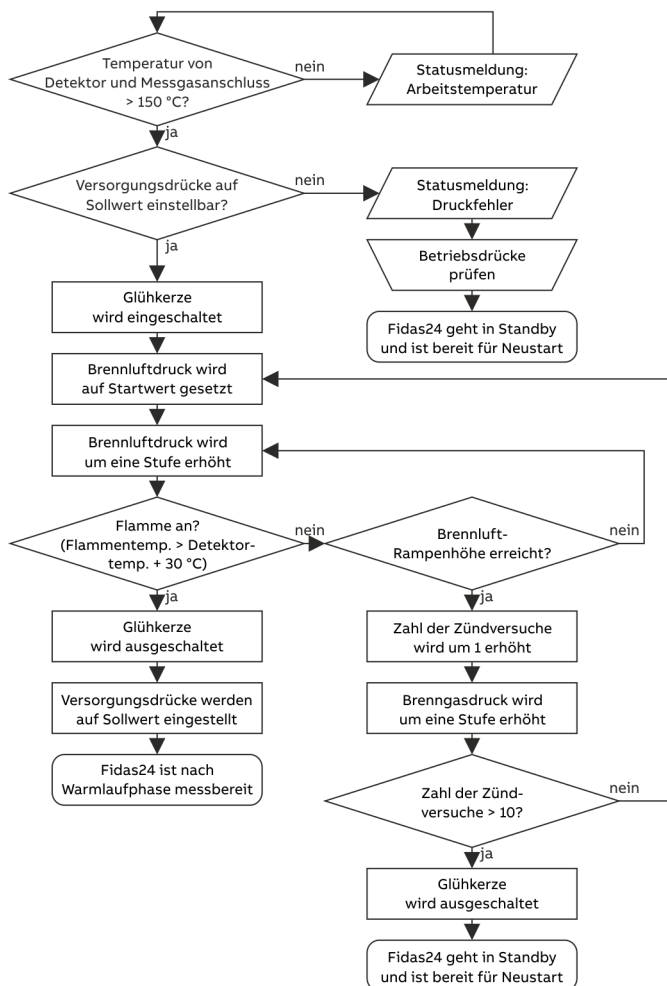 Temperatur von
Detektor und Messgasanschluss
> 150 °C?
nein
Statusmeldung:
Arbeitstemperatur
ja
Versorgungsdrücke auf
Sollwert einstellbar?
nein
Statusmeldung:
Druckfehler
ja
Betriebsdrücke
prüfen
Glühkerze
wird eingeschaltet
Fidas24 geht in Standby
und ist bereit für Neustart
Brennluftdruck wird
auf Startwert gesetzt
Brennluftdruck wird
um eine Stufe erhöht
Flamme an?
(Flammentemp. > Detektor-
temp. + 30 °C)
nein
Brennluft-
Rampenhöhe erreicht?
nein
ja
ja
Glühkerze
wird ausgeschaltet
Zahl der Zündversuche
wird um 1 erhöht
Versorgungsdrücke werden
auf Sollwert eingestellt
Brenngasdruck wird
um eine Stufe erhöht
Fidas24 ist nach
Warmlaufphase messbereit
Zahl der Zünd-
versuche > 10?
nein
ja
Glühkerze
wird ausgeschaltet
Fidas24 geht in Standby
und ist bereit für Neustart